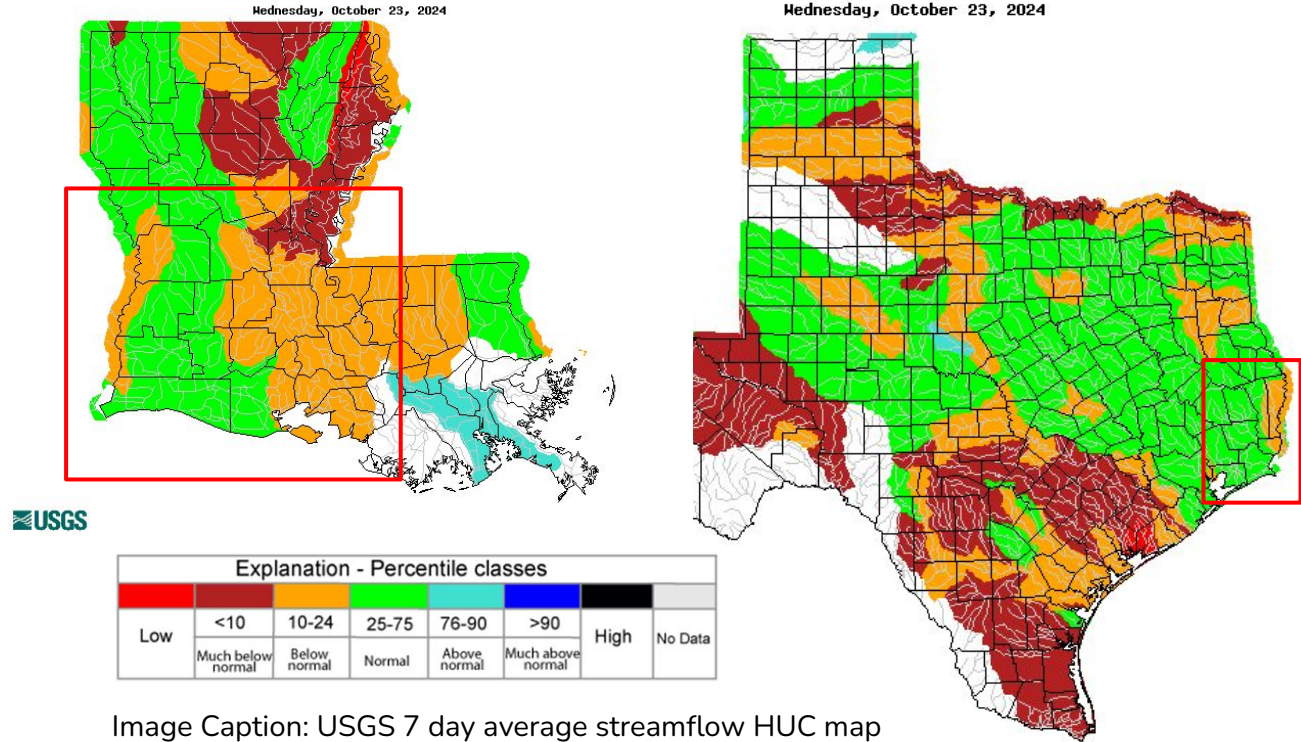 Wednesday, October 23, 2024
Wednesday, October 23, 2024
USGS
Explanation - Percentile classes
Low
<10
10-24
25-75
76-90
>90
High
No Data
Much below normal
Below normal
Normal
Above normal
Much above normal
Image Caption: USGS 7 day average streamflow HUC map